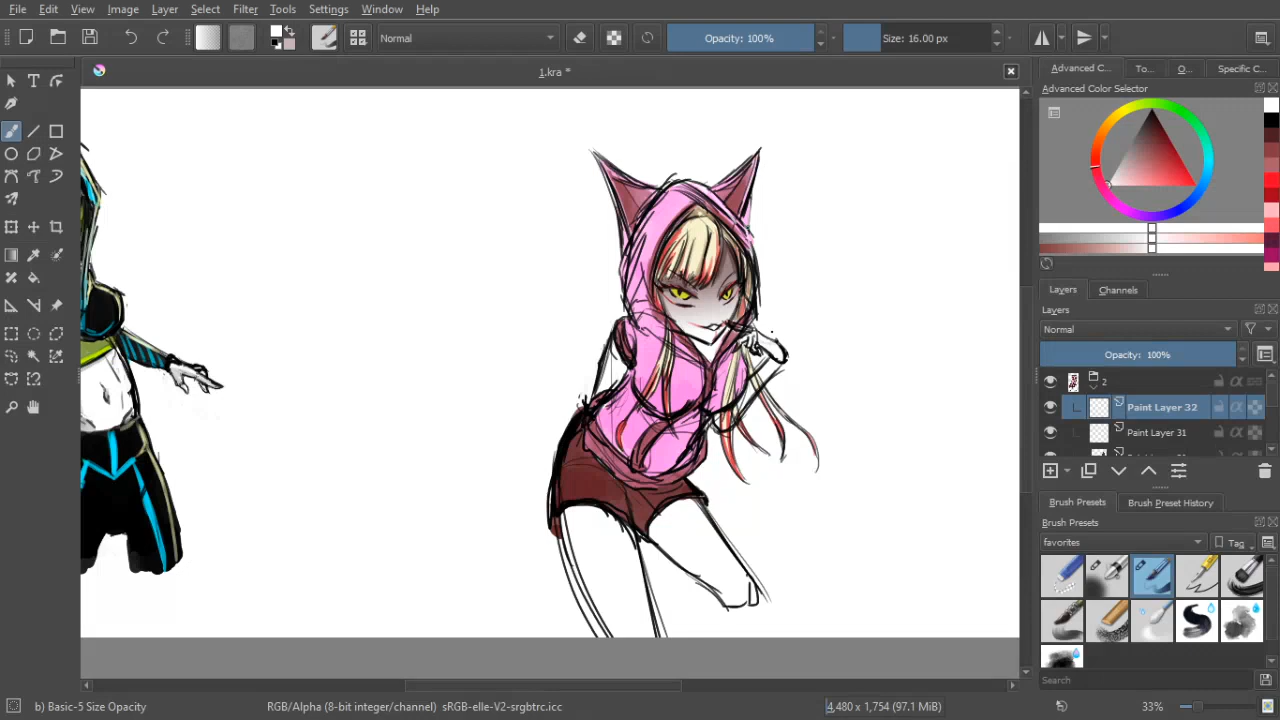 File Edit View Image Layer Select Filter Tools Settings Window Help
Normal
Opacity: 100%
Size: 16.00 px
1.kra *
Advanced C... To... O... Specific C...
Advanced Color Selector
Layers Channels
Layers
Normal
Opacity: 100%
2
Paint Layer 32
Paint Layer 31
Brush Presets Brush Preset History
Brush Presets
favorites
Tag
Search
b) Basic-5 Size Opacity
RGB/Alpha (8-bit integer/channel) sRGB-elle-V2-srgbtrc.icc
4,480 x 1,754 (97.1 MiB)
33%